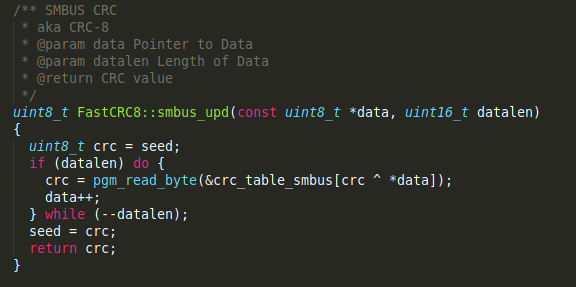 /** SMBUS CRC
 * aka CRC-8
 * @param data Pointer to Data
 * @param datalen Length of Data
 * @return CRC value
 */
uint8_t FastCRC8::smbus_upd(const uint8_t *data, uint16_t datalen)
{
  uint8_t crc = seed;
  if (datalen) do {
    crc = pgm_read_byte(&crc_table_smbus[crc ^ *data]);
    data++;
  } while (--datalen);
  seed = crc;
  return crc;
}